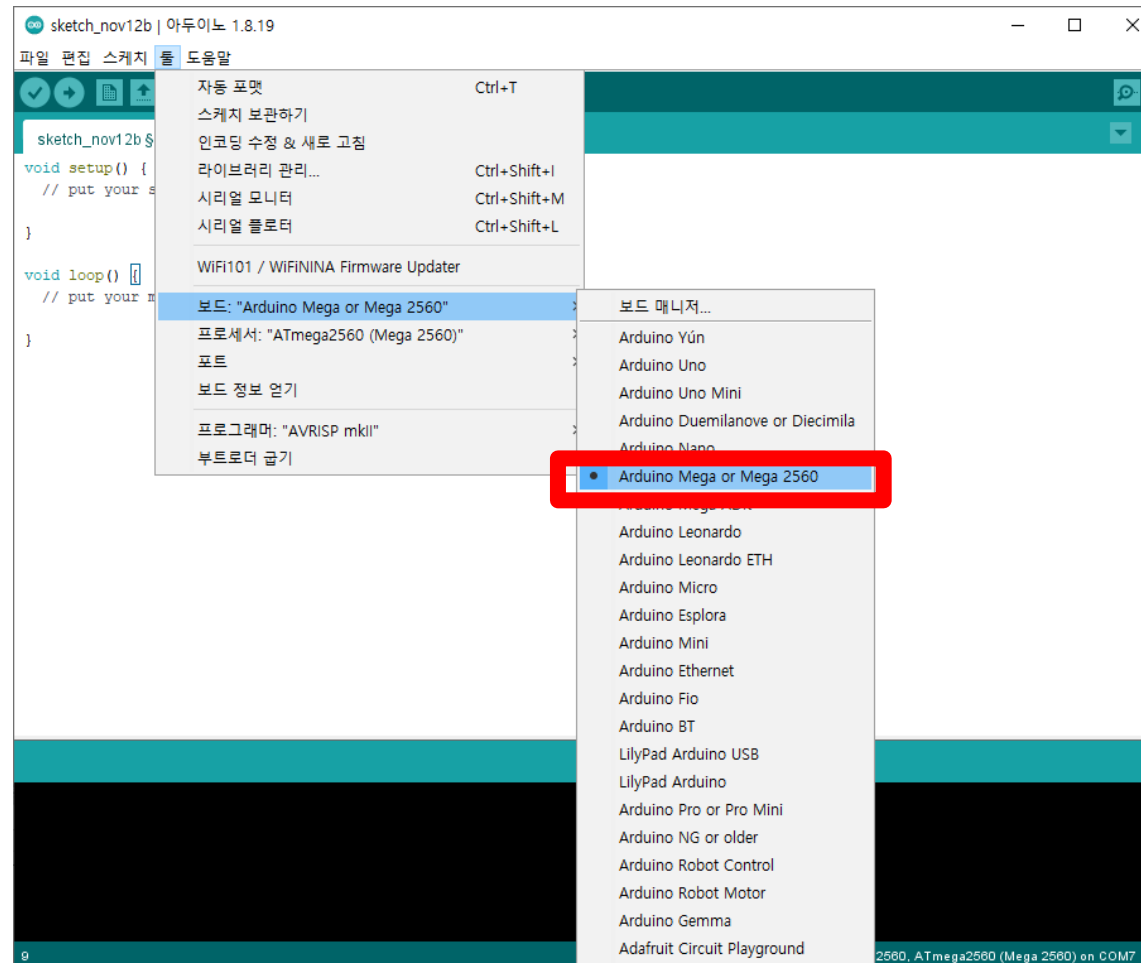 sketch_nov12b | 아두이노 1.8.19
파일 편집 스케치 툴 도움말
sketch_nov12b §
void setup() {
// put your s
}
void loop() {
// put your m
}
자동 포맷 Ctrl+T
스케치 보관하기
인코딩 수정 & 새로 고침
라이브러리 관리... Ctrl+Shift+I
시리얼 모니터 Ctrl+Shift+M
시리얼 플로터 Ctrl+Shift+L
WiFi101 / WiFiNINA Firmware Updater
보드: "Arduino Mega or Mega 2560"
프로세서: "ATmega2560 (Mega 2560)"
포트
보드 정보 얻기
프로그래머: "AVRISP mkII"
부트로더 굽기
보드 매니저...
Arduino Yún
Arduino Uno
Arduino Uno Mini
Arduino Duemilanove or Diecimila
Arduino Nano
Arduino Mega or Mega 2560
Arduino Mega ADK
Arduino Leonardo
Arduino Leonardo ETH
Arduino Micro
Arduino Esplora
Arduino Mini
Arduino Ethernet
Arduino Fio
Arduino BT
LilyPad Arduino USB
LilyPad Arduino
Arduino Pro or Pro Mini
Arduino NG or older
Arduino Robot Control
Arduino Robot Motor
Arduino Gemma
Adafruit Circuit Playground
9
2560, ATmega2560 (Mega 2560) on COM7